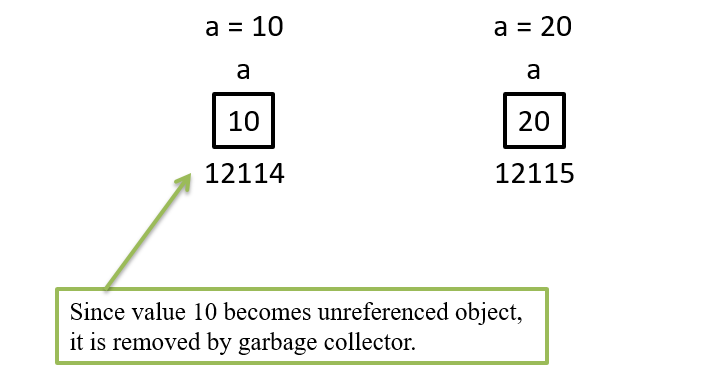 a = 10
a = 20
a
a
10
20
12114
12115
Since value 10 becomes unreferenced object,
it is removed by garbage collector.